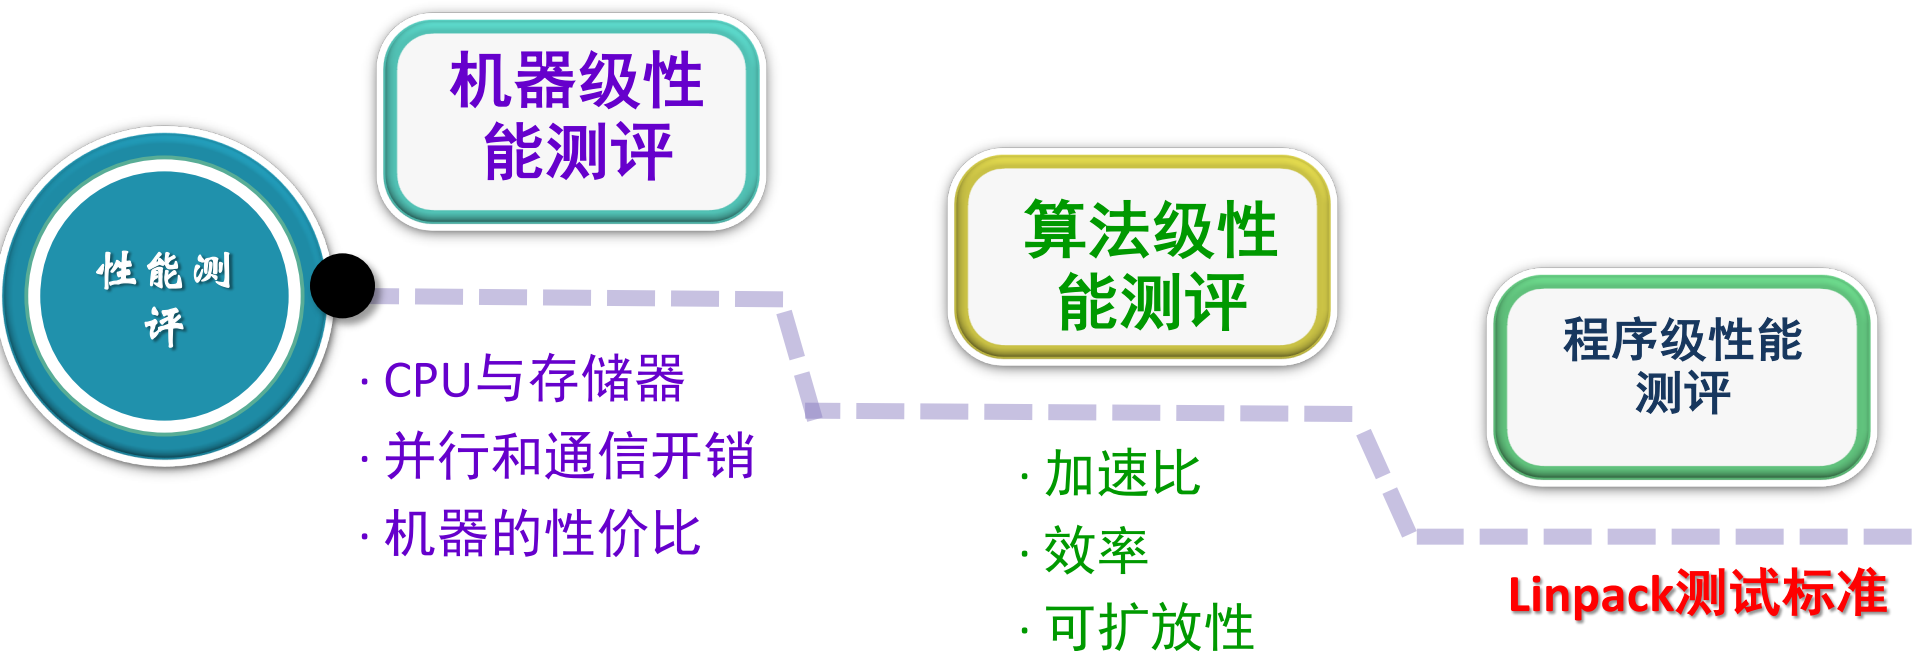 性能测
评
机器级性
能测评
· CPU与存储器
· 并行和通信开销
· 机器的性价比
算法级性
能测评
· 加速比
· 效率
· 可扩放性
程序级性能
测评
Linpack测试标准